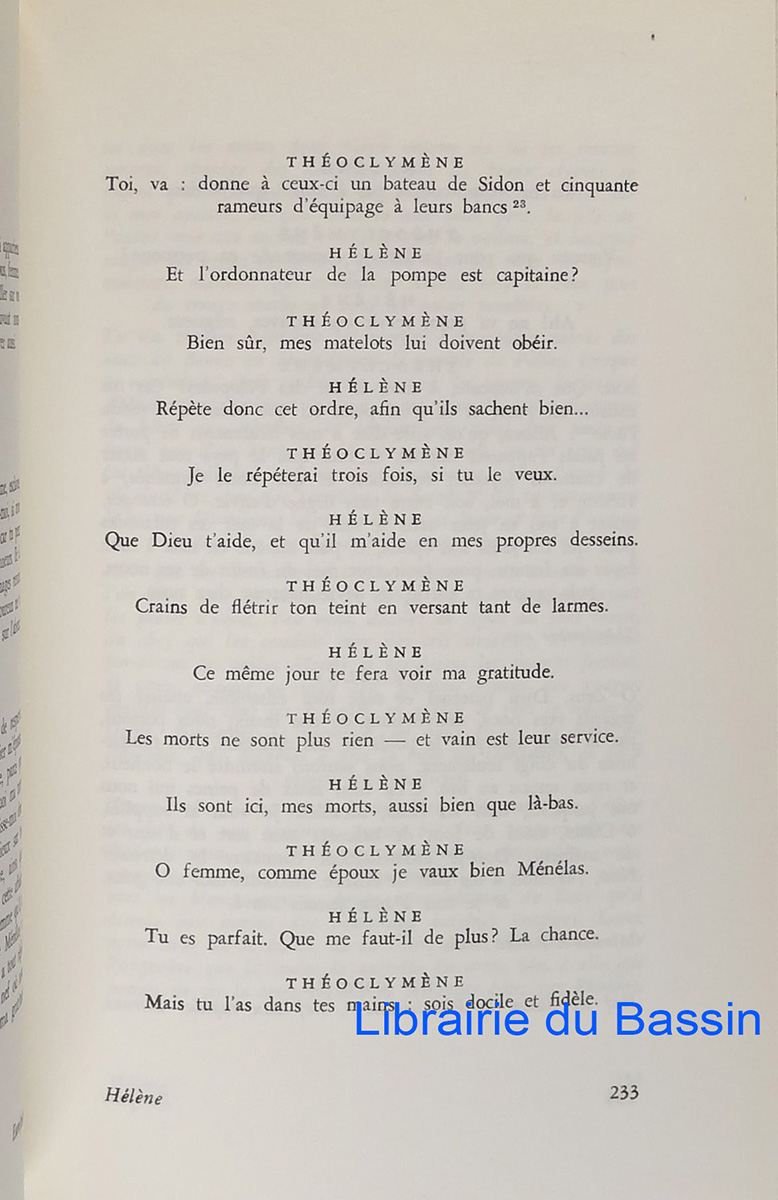 THÉOCLYMÈNE
Toi, va : donne à ceux-ci un bateau de Sidon et cinquante
rameurs d'équipage à leurs bancs ²³.
HÉLÈNE
Et l'ordonnateur de la pompe est capitaine?
THÉOCLYMÈNE
Bien sûr, mes matelots lui doivent obéir.
HÉLÈNE
Répète donc cet ordre, afin qu'ils sachent bien...
THÉOCLYMÈNE
Je le répéterai trois fois, si tu le veux.
HÉLÈNE
Que Dieu t'aide, et qu'il m'aide en mes propres desseins.
THÉOCLYMÈNE
Crains de flétrir ton teint en versant tant de larmes.
HÉLÈNE
Ce même jour te fera voir ma gratitude.
THÉOCLYMÈNE
Les morts ne sont plus rien — et vain est leur service.
HÉLÈNE
Ils sont ici, mes morts, aussi bien que là-bas.
THÉOCLYMÈNE
O femme, comme époux je vaux bien Ménélas.
HÉLÈNE
Tu es parfait. Que me faut-il de plus? La chance.
THÉOCLYMÈNE
Mais tu l'as dans tes mains : sois docile et fidèle.
Librairie du Bassin
Hélène
233